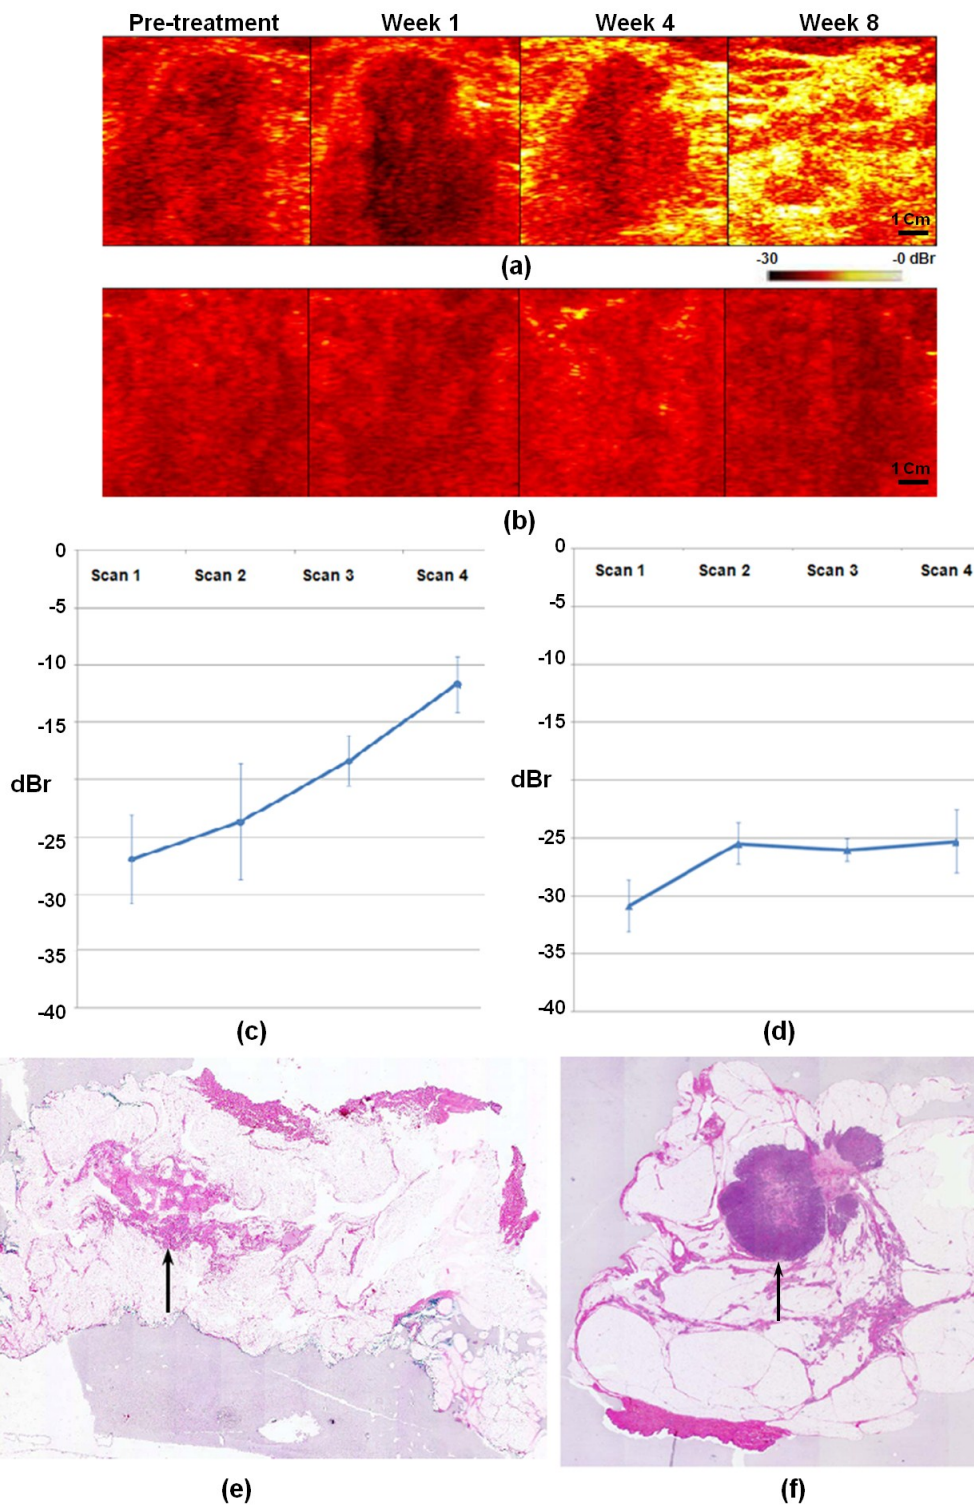 Pre-treatment Week 1 Week 4 Week 8
1 Cm
(a)
-30 -0 dBr
1 Cm
(b)
0
Scan 1 Scan 2 Scan 3 Scan 4
-5
-10
-15
dBr
-25
-30
-35
-40
(c)
0
Scan 1 Scan 2 Scan 3 Scan 4
-5
-10
-15
dBr
-25
-30
-35
-40
(d)
(e)
(f)